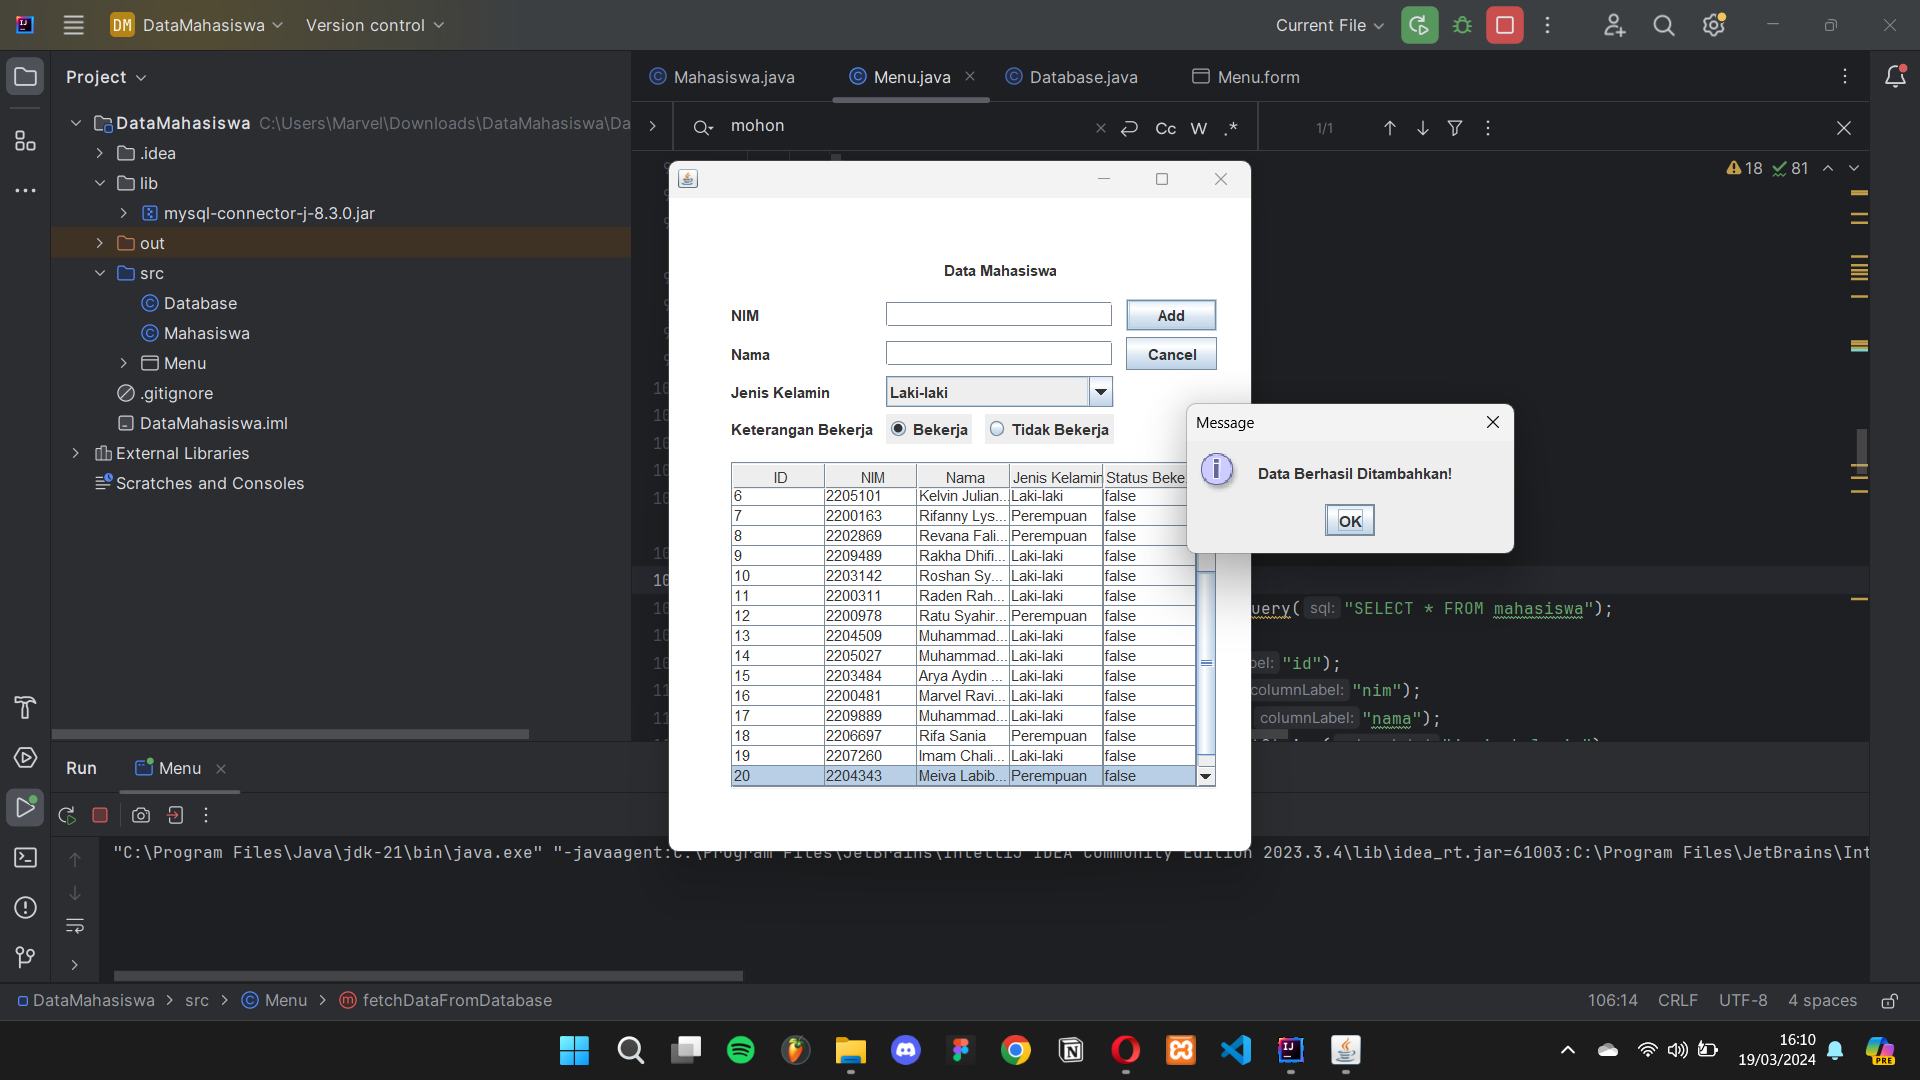 DM DataMahasiswa Version control Current File
Project
Mahasiswa.java Menu.java Database.java Menu.form
DataMahasiswa C:\Users\Marvel\Downloads\DataMahasiswa\Da
mohon Cc W .* 1/1
.idea
lib
18 81
mysql-connector-j-8.3.0.jar
out
src
Database
Mahasiswa
Menu
.gitignore
DataMahasiswa.iml
External Libraries
Scratches and Consoles
Data Mahasiswa
NIM Add
Nama Cancel
Jenis Kelamin Laki-laki
Keterangan Bekerja Bekerja Tidak Bekerja
ID NIM Nama Jenis Kelamin Status Beke
6 2205101 Kelvin Julian... Laki-laki false
7 2200163 Rifanny Lys... Perempuan false
8 2202869 Revana Fali... Perempuan false
9 2209489 Rakha Dhifi... Laki-laki false
10 2203142 Roshan Sy... Laki-laki false
11 2200311 Raden Rah... Laki-laki false
12 2200978 Ratu Syahir... Perempuan false
13 2204509 Muhammad... Laki-laki false
14 2205027 Muhammad... Laki-laki false
15 2203484 Arya Aydin ... Laki-laki false
16 2200481 Marvel Ravi... Laki-laki false
17 2209889 Muhammad... Laki-laki false
18 2206697 Rifa Sania Perempuan false
19 2207260 Imam Chali... Laki-laki false
20 2204343 Meiva Labib... Perempuan false
Message
Data Berhasil Ditambahkan!
OK
uery( sql: "SELECT * FROM mahasiswa");
bel: "id");
columnLabel: "nim");
columnLabel: "nama");
Run Menu
"C:\Program Files\Java\jdk-21\bin\java.exe" "-javaagent:C:\Program Files\JetBrains\IntelliJ IDEA Community Edition 2023.3.4\lib\idea_rt.jar=61003:C:\Program Files\JetBrains\Int
DataMahasiswa > src > Menu > fetchDataFromDatabase 106:14 CRLF UTF-8 4 spaces
16:10
19/03/2024
PRE